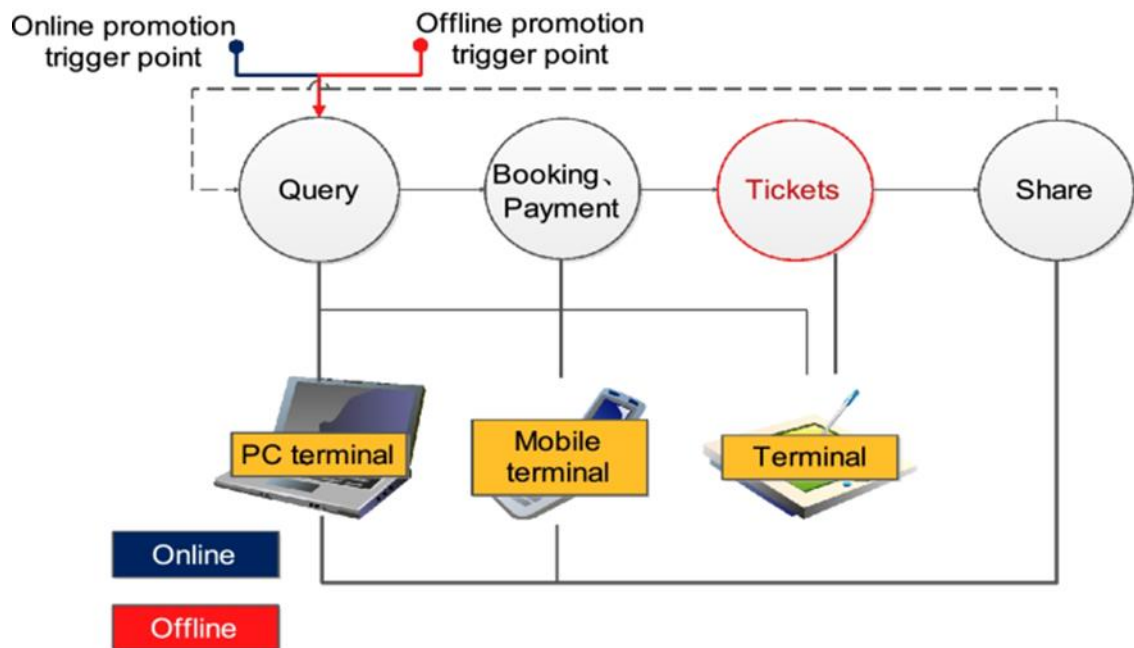 Online promotion
trigger point
Offline promotion
trigger point
Query
Booking、
Payment
Tickets
Share
PC terminal
Mobile
terminal
Terminal
Online
Offline